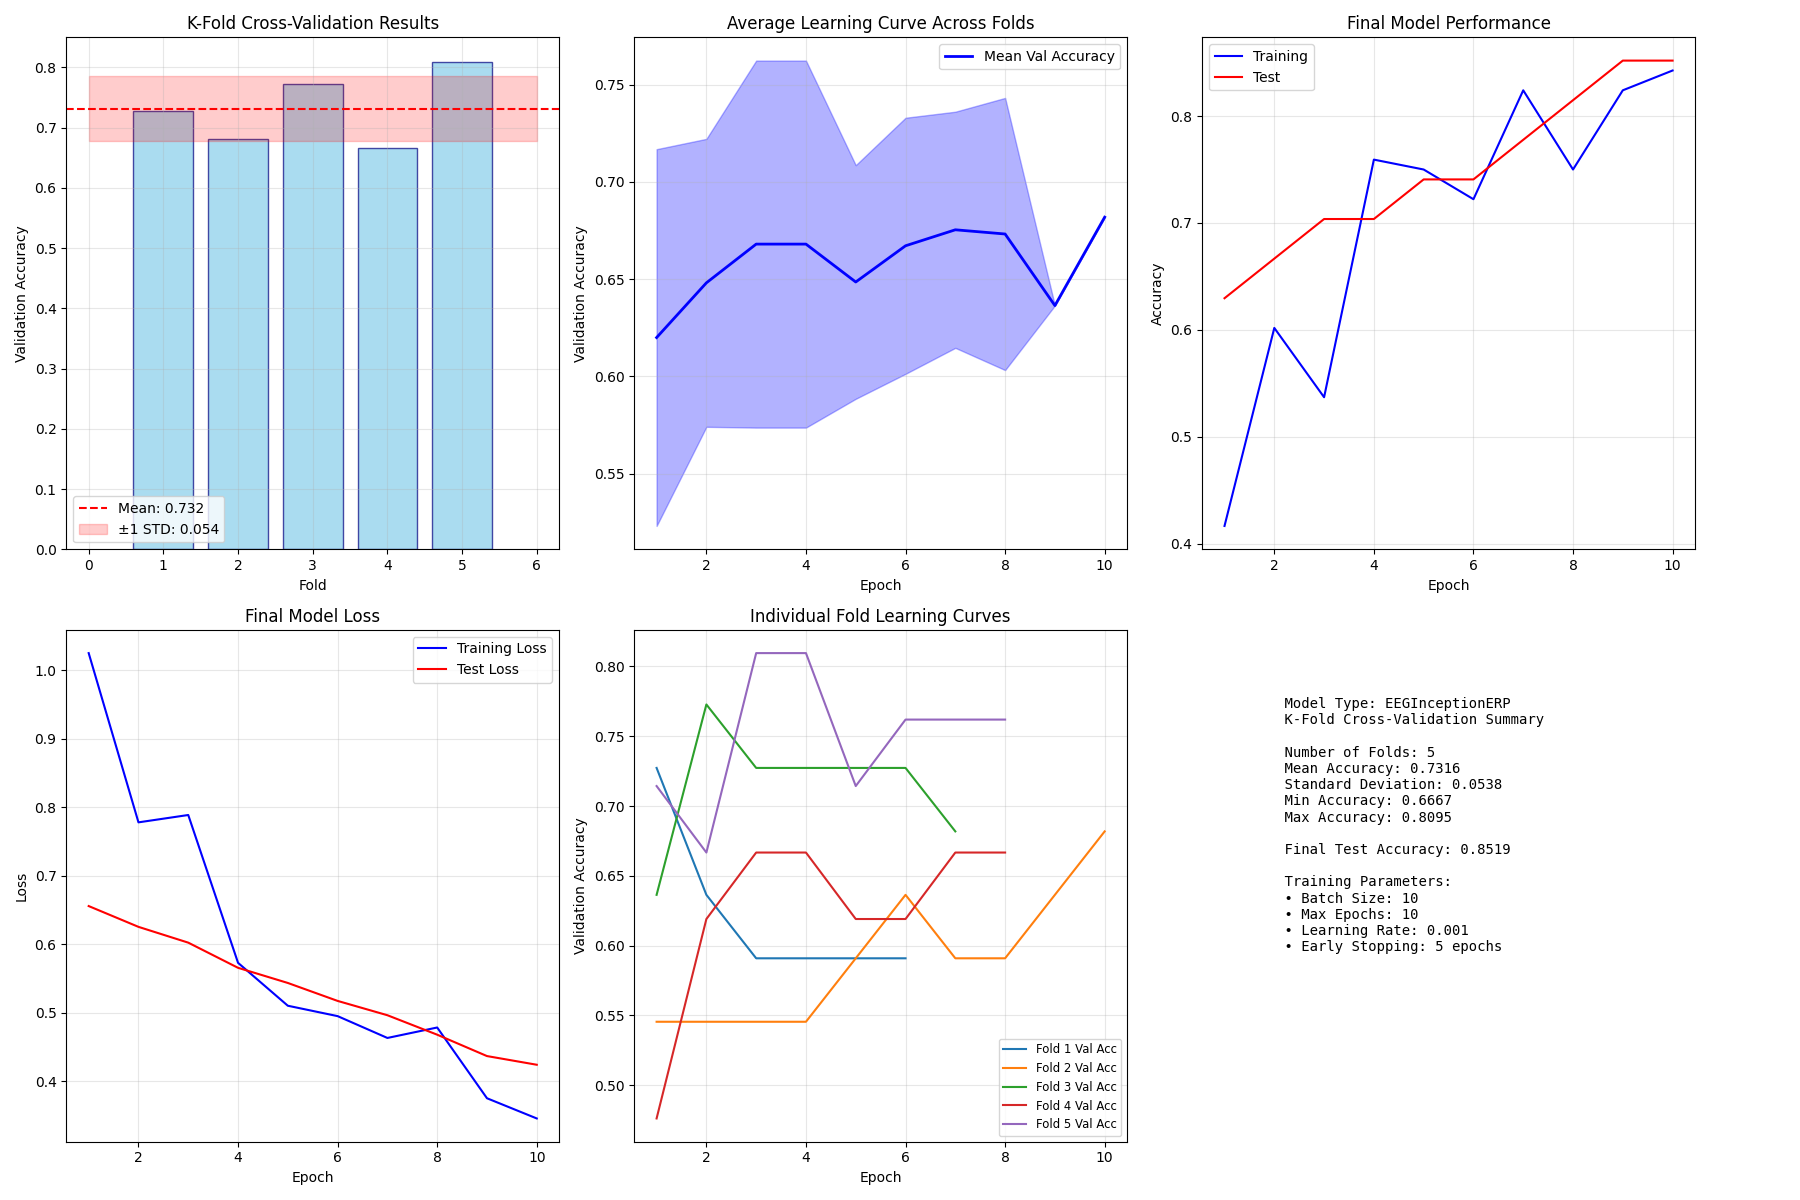 K-Fold Cross-Validation Results
Validation Accuracy
0.8
0.7
0.6
0.5
0.4
0.3
0.2
0.1
0.0
Mean: 0.732
±1 STD: 0.054
0 1 2 3 4 5 6
Fold
Average Learning Curve Across Folds
Validation Accuracy
0.75
0.70
0.65
0.60
0.55
Mean Val Accuracy
2 4 6 8 10
Epoch
Final Model Performance
Accuracy
0.8
0.7
0.6
0.5
0.4
Training
Test
2 4 6 8 10
Epoch
Final Model Loss
Loss
1.0
0.9
0.8
0.7
0.6
0.5
0.4
Training Loss
Test Loss
2 4 6 8 10
Epoch
Individual Fold Learning Curves
Validation Accuracy
0.80
0.75
0.70
0.65
0.60
0.55
0.50
Fold 1 Val Acc
Fold 2 Val Acc
Fold 3 Val Acc
Fold 4 Val Acc
Fold 5 Val Acc
2 4 6 8 10
Epoch
Model Type: EEGInceptionERP
K-Fold Cross-Validation Summary
Number of Folds: 5
Mean Accuracy: 0.7316
Standard Deviation: 0.0538
Min Accuracy: 0.6667
Max Accuracy: 0.8095
Final Test Accuracy: 0.8519
Training Parameters:
• Batch Size: 10
• Max Epochs: 10
• Learning Rate: 0.001
• Early Stopping: 5 epochs